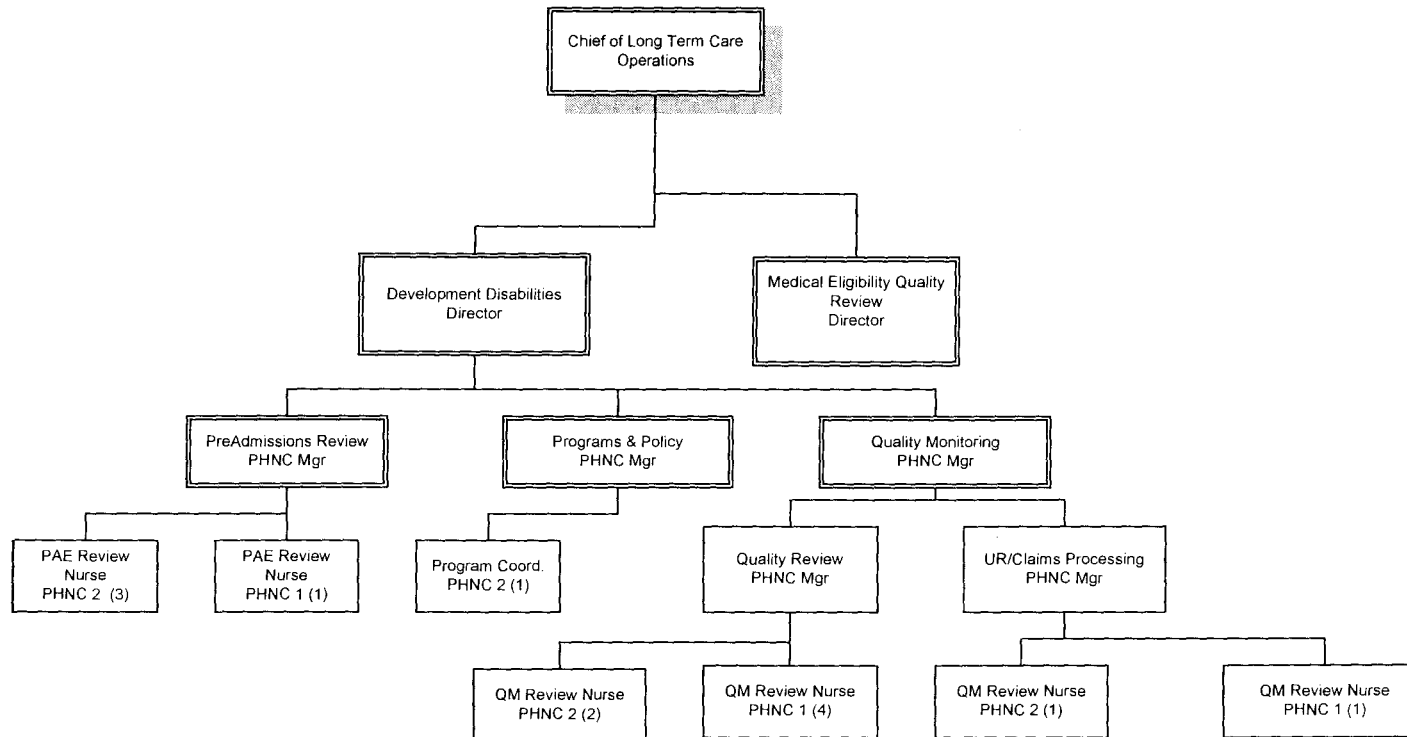 Chief of Long Term Care
Operations
Development Disabilities
Director
Medical Eligibility Quality
Review
Director
PreAdmissions Review
PHNC Mgr
Programs & Policy
PHNC Mgr
Quality Monitoring
PHNC Mgr
PAE Review
Nurse
PHNC 2 (3)
PAE Review
Nurse
PHNC 1 (1)
Program Coord.
PHNC 2 (1)
Quality Review
PHNC Mgr
UR/Claims Processing
PHNC Mgr
QM Review Nurse
PHNC 2 (2)
QM Review Nurse
PHNC 1 (4)
QM Review Nurse
PHNC 2 (1)
QM Review Nurse
PHNC 1 (1)